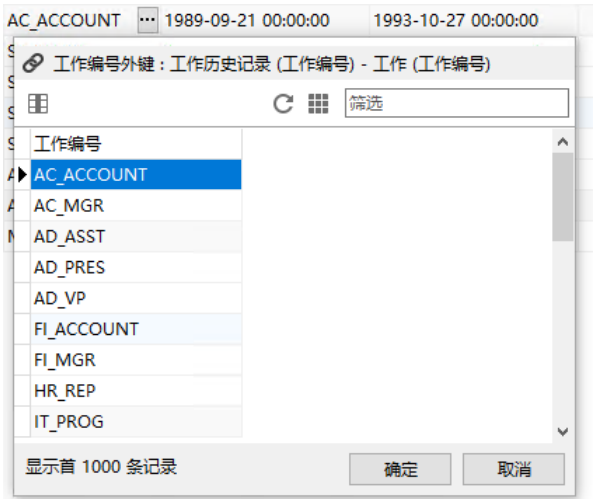 AC_ACCOUNT ... 1989-09-21 00:00:00 1993-10-27 00:00:00
工作编号外键 : 工作历史记录 (工作编号) - 工作 (工作编号)
筛选
工作编号
AC_ACCOUNT
AC_MGR
AD_ASST
AD_PRES
AD_VP
FI_ACCOUNT
FI_MGR
HR_REP
IT_PROG
显示首 1000 条记录 确定 取消